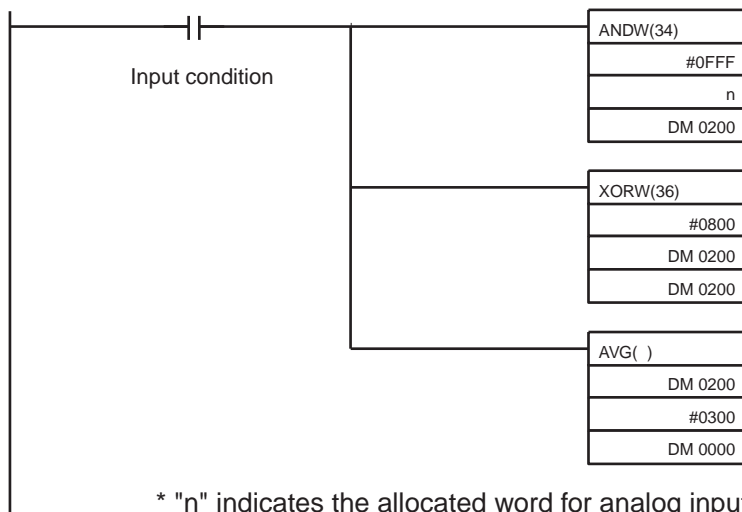 ANDW(34)
#0FFF
n
DM 0200
Input condition
XORW(36)
#0800
DM 0200
DM 0200
AVG( )
DM 0200
#0300
DM 0000
* "n" indicates the allocated word for analog input